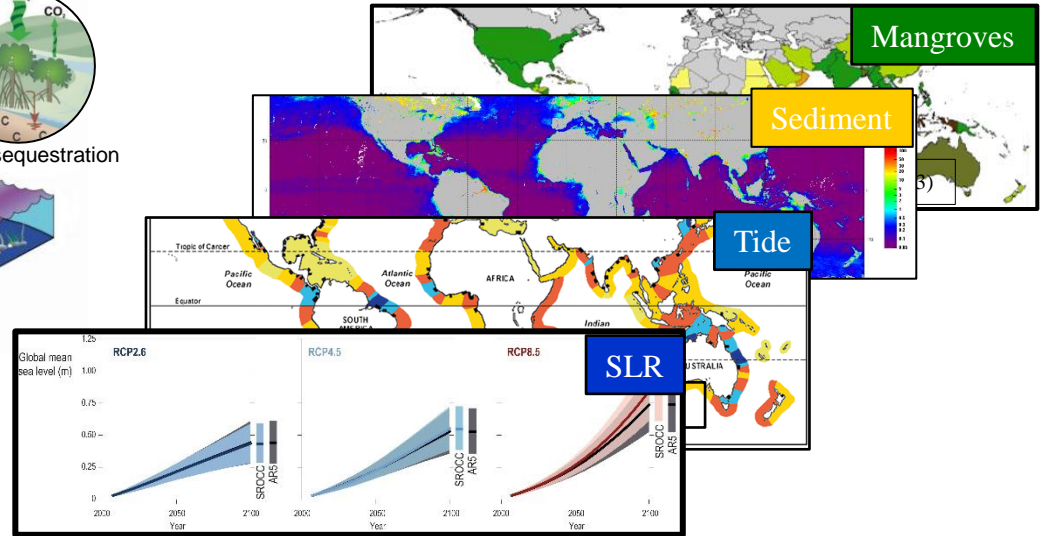 CO2
C
C C
sequestration
Mangroves
Sediment
3)
Tide
Tropic of Cancer
Pacific
Ocean
Atlantic
Ocean
AFRICA
Pacific
Ocean
Equator
SOUTH
Indian
USTRALIA
SLR
Global mean
sea level (m)
1.25
1.00
0.75
0.50
0.25
0
RCP2.6
RCP4.5
RCP8.5
SROCC
AR5
SROCC
AR5
SROCC
AR5
2000 2050 2100
Year
2000 2050 2100
Year
2000 2050 2100
Year